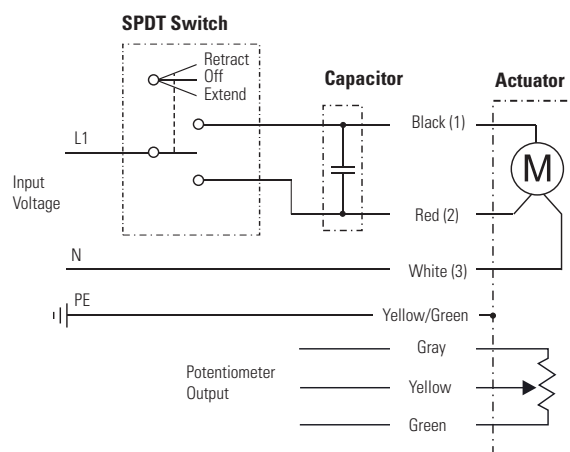 SPDT Switch
Retract
Off
Extend
Capacitor
Actuator
L1
Black (1)
M
Input
Voltage
Red (2)
N
White (3)
PE
Yellow/Green
Gray
Potentiometer
Output
Yellow
Green